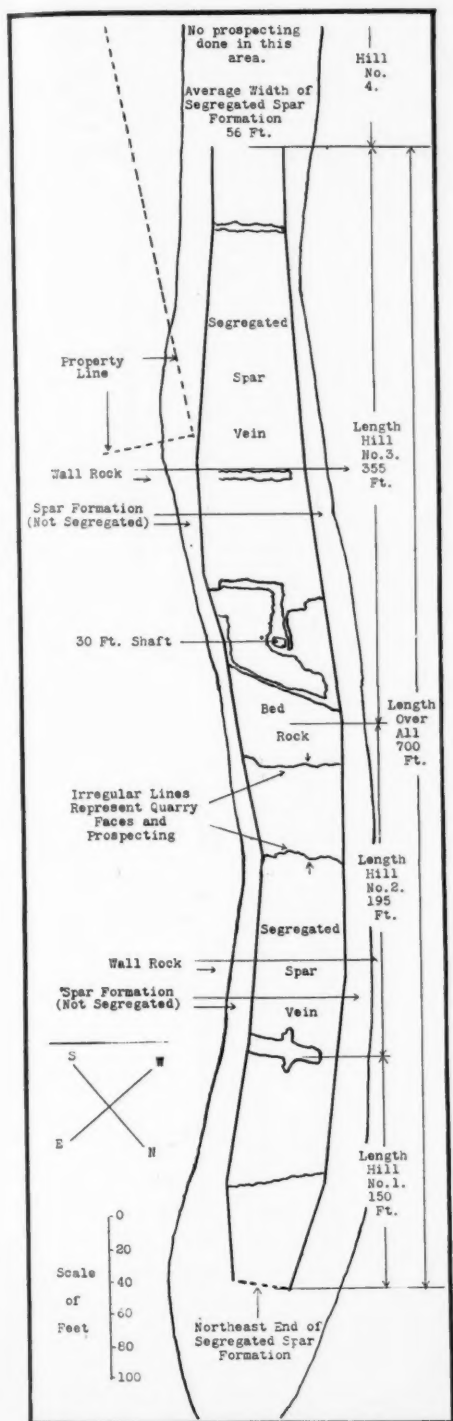 No prospecting
done in this
area.
Average Width of
Segregated Spar
Formation
56 Ft.
Hill
No.
4.
Segregated
Spar
Vein
Property
Line
Wall Rock
Spar Formation
(Not Segregated)
Length
Hill
No.3.
355
Ft.
30 Ft. Shaft
Bed
Rock
Length
Over
All
700
Ft.
Irregular Lines
Represent Quarry
Faces and
Prospecting
Length
Hill
No.2.
195
Ft.
Segregated
Spar
Vein
Wall Rock
Spar Formation
(Not Segregated)
S
W
E
N
Length
Hill
No.1.
150
Ft.
Scale
of
Feet
0
20
40
60
80
100
Northeast End of
Segregated Spar
Formation